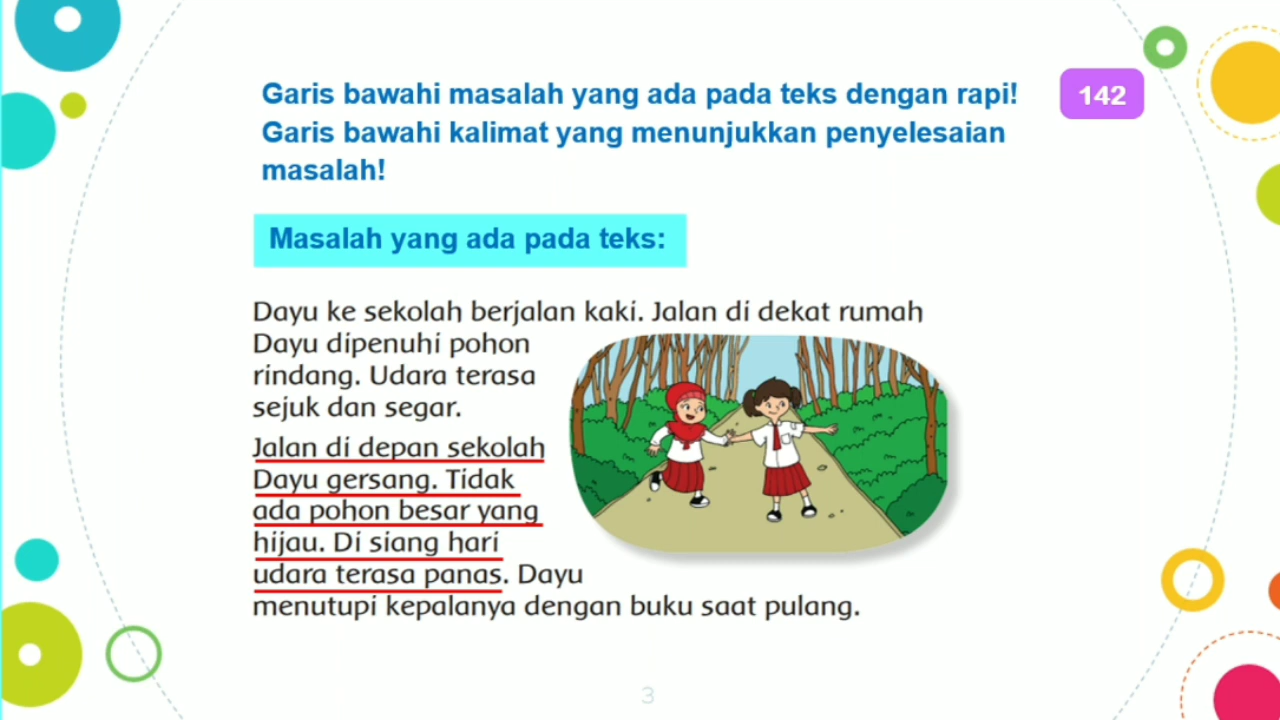 Garis bawahi masalah yang ada pada teks dengan rapi!
142
Garis bawahi kalimat yang menunjukkan penyelesaian
masalah!
Masalah yang ada pada teks:
Dayu ke sekolah berjalan kaki. Jalan di dekat rumah
Dayu dipenuhi pohon
rindang. Udara terasa
sejuk dan segar.
Jalan di depan sekolah
Dayu gersang. Tidak
ada pohon besar yang
hijau. Di siang hari
udara terasa panas. Dayu
menutupi kepalanya dengan buku saat pulang.
3